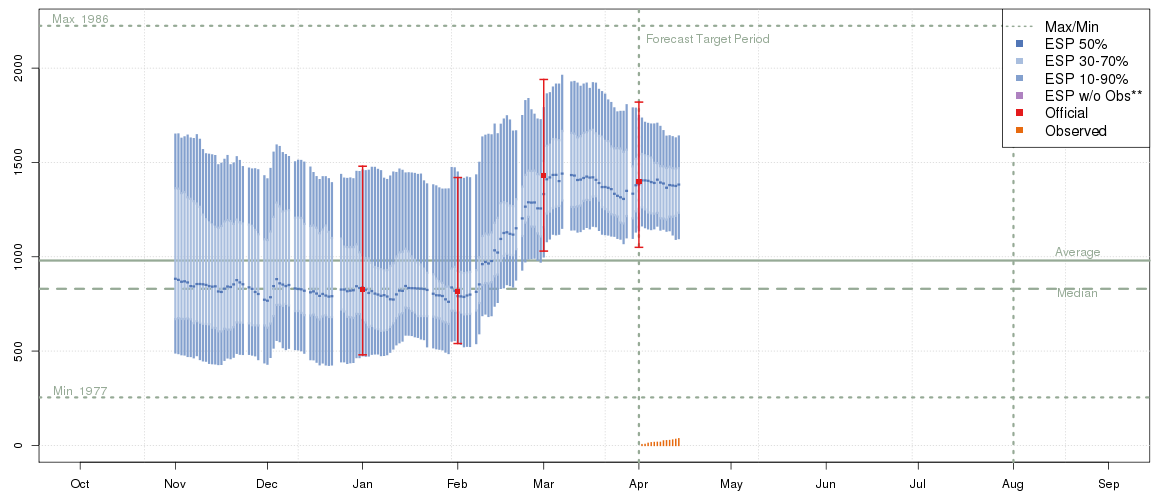 Max 1986
Forecast Target Period
Max/Min
ESP 50%
ESP 30-70%
ESP 10-90%
ESP w/o Obs**
Official
Observed
2000
1500
1000
500
0
Average
Median
Min 1977
Oct Nov Dec Jan Feb Mar Apr May Jun Jul Aug Sep